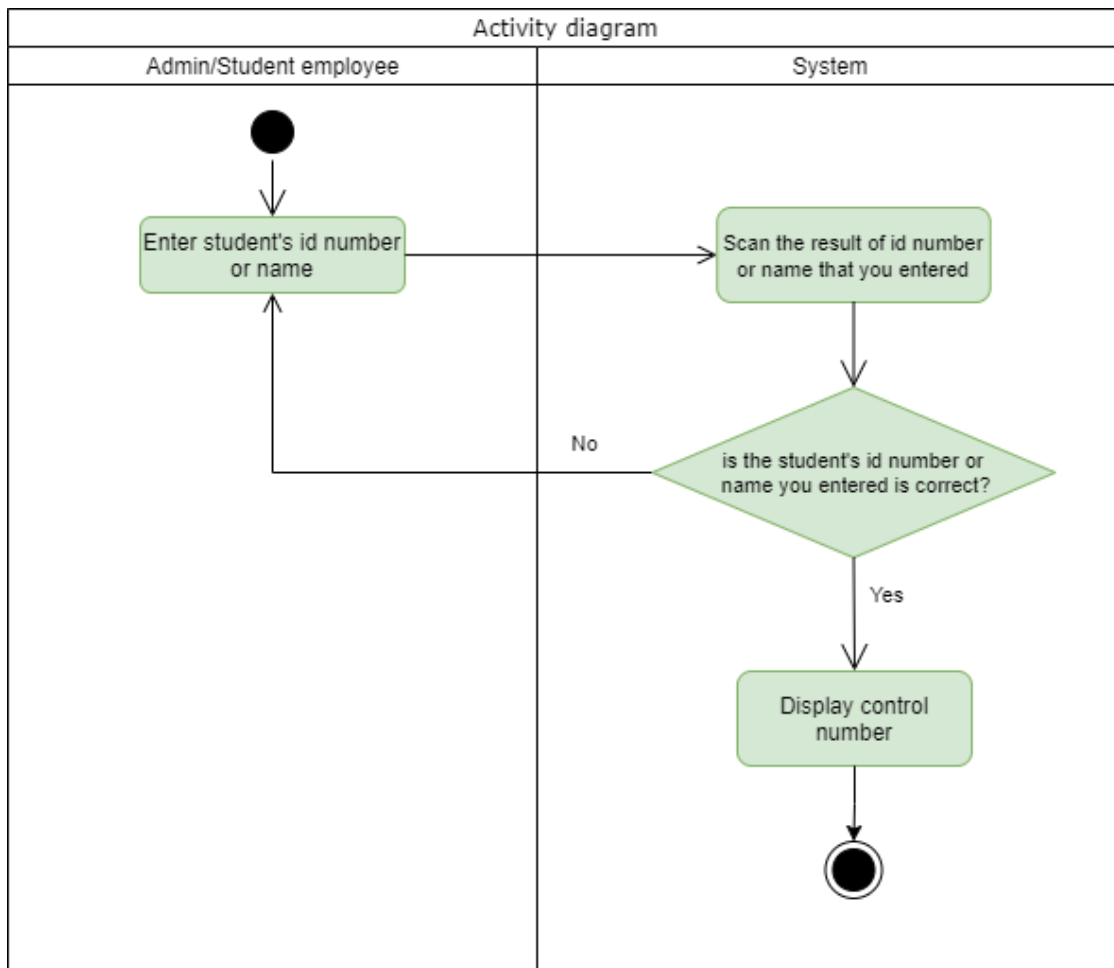 Activity diagram
Admin/Student employee
System
Enter student's id number
or name
Scan the result of id number
or name that you entered
No
is the student's id number or
name you entered is correct?
Yes
Display control
number